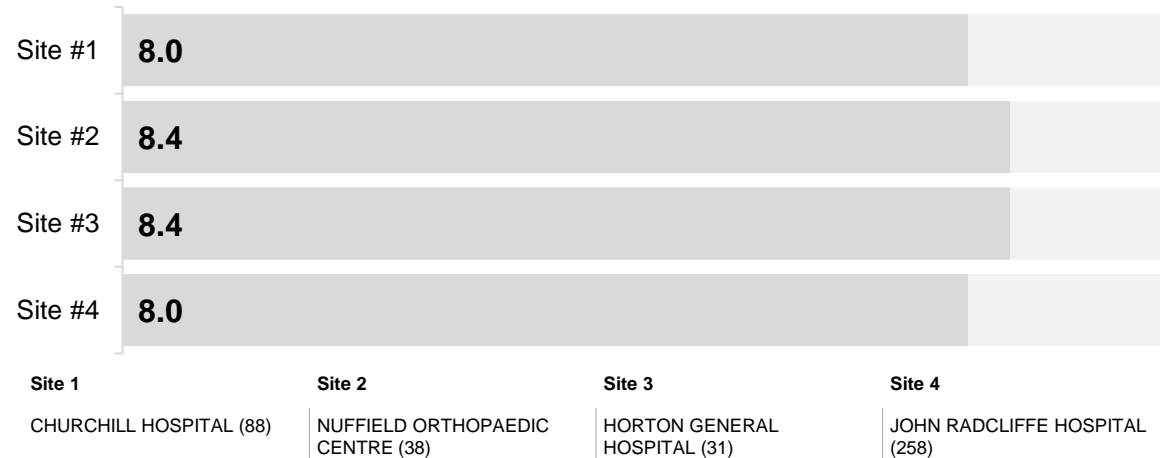 Site #1 8.0
Site #2 8.4
Site #3 8.4
Site #4 8.0
Site 1
CHURCHILL HOSPITAL (88)
Site 2
NUFFIELD ORTHOPAEDIC
CENTRE (38)
Site 3
HORTON GENERAL
HOSPITAL (31)
Site 4
JOHN RADCLIFFE HOSPITAL
(258)